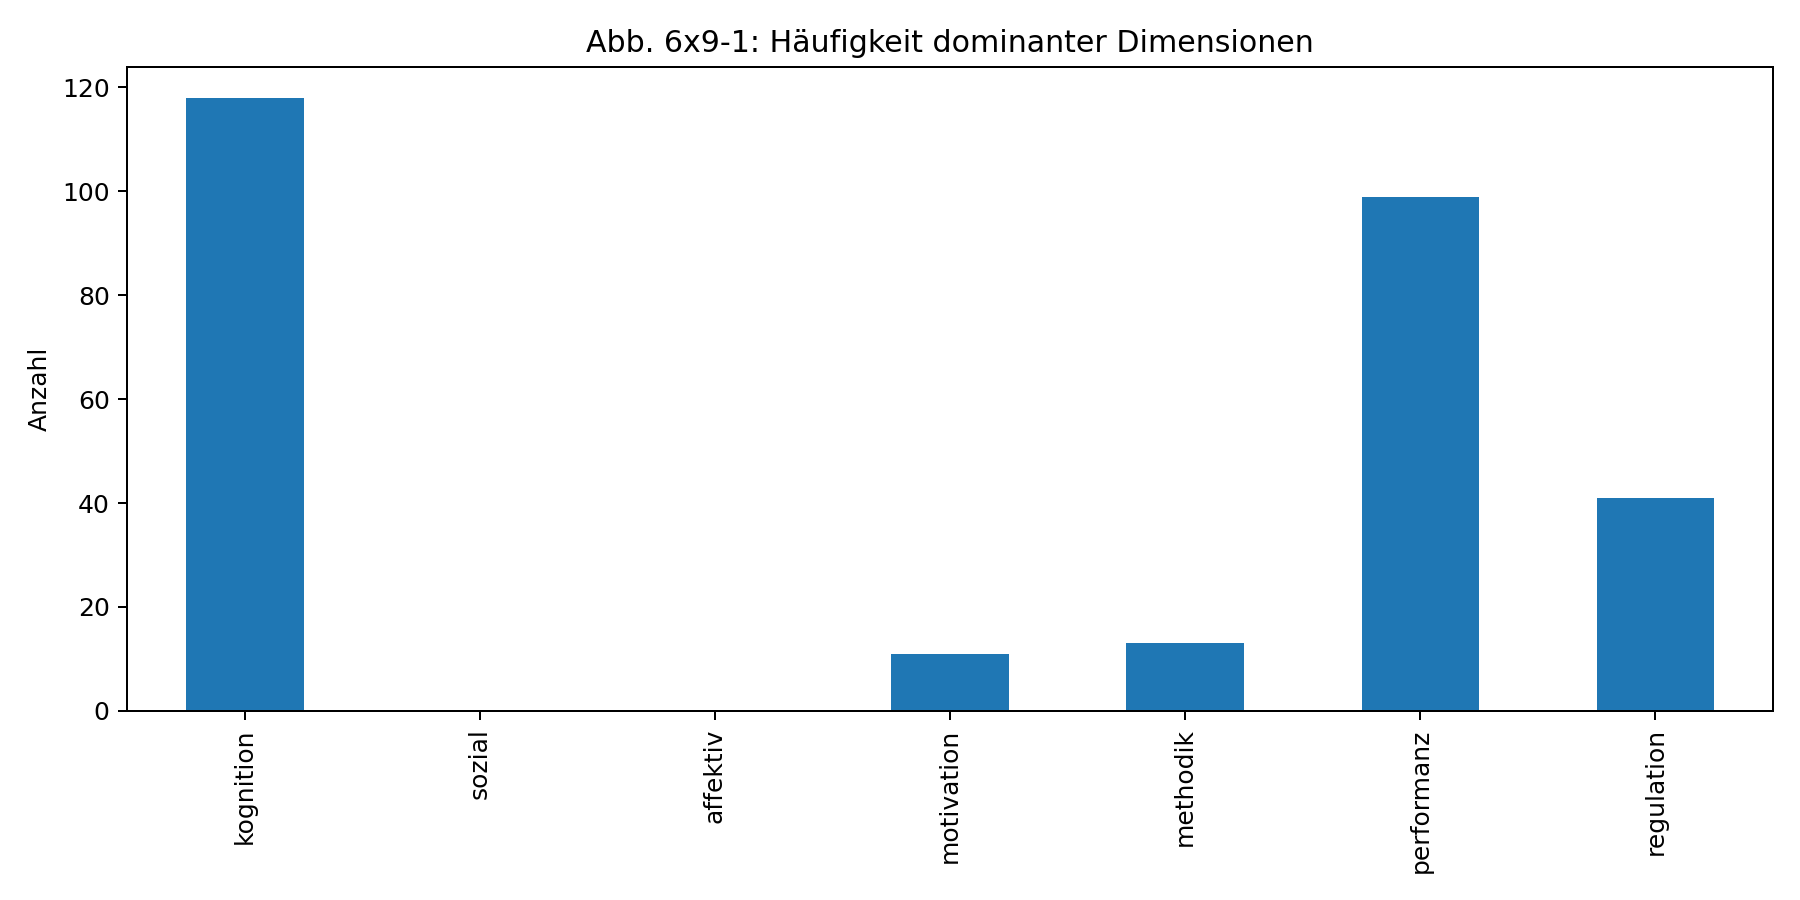 Abb. 6x9-1: Häufigkeit dominanter Dimensionen
Anzahl
120
100
80
60
40
20
0
kognition
sozial
affektiv
motivation
methodik
performanz
regulation